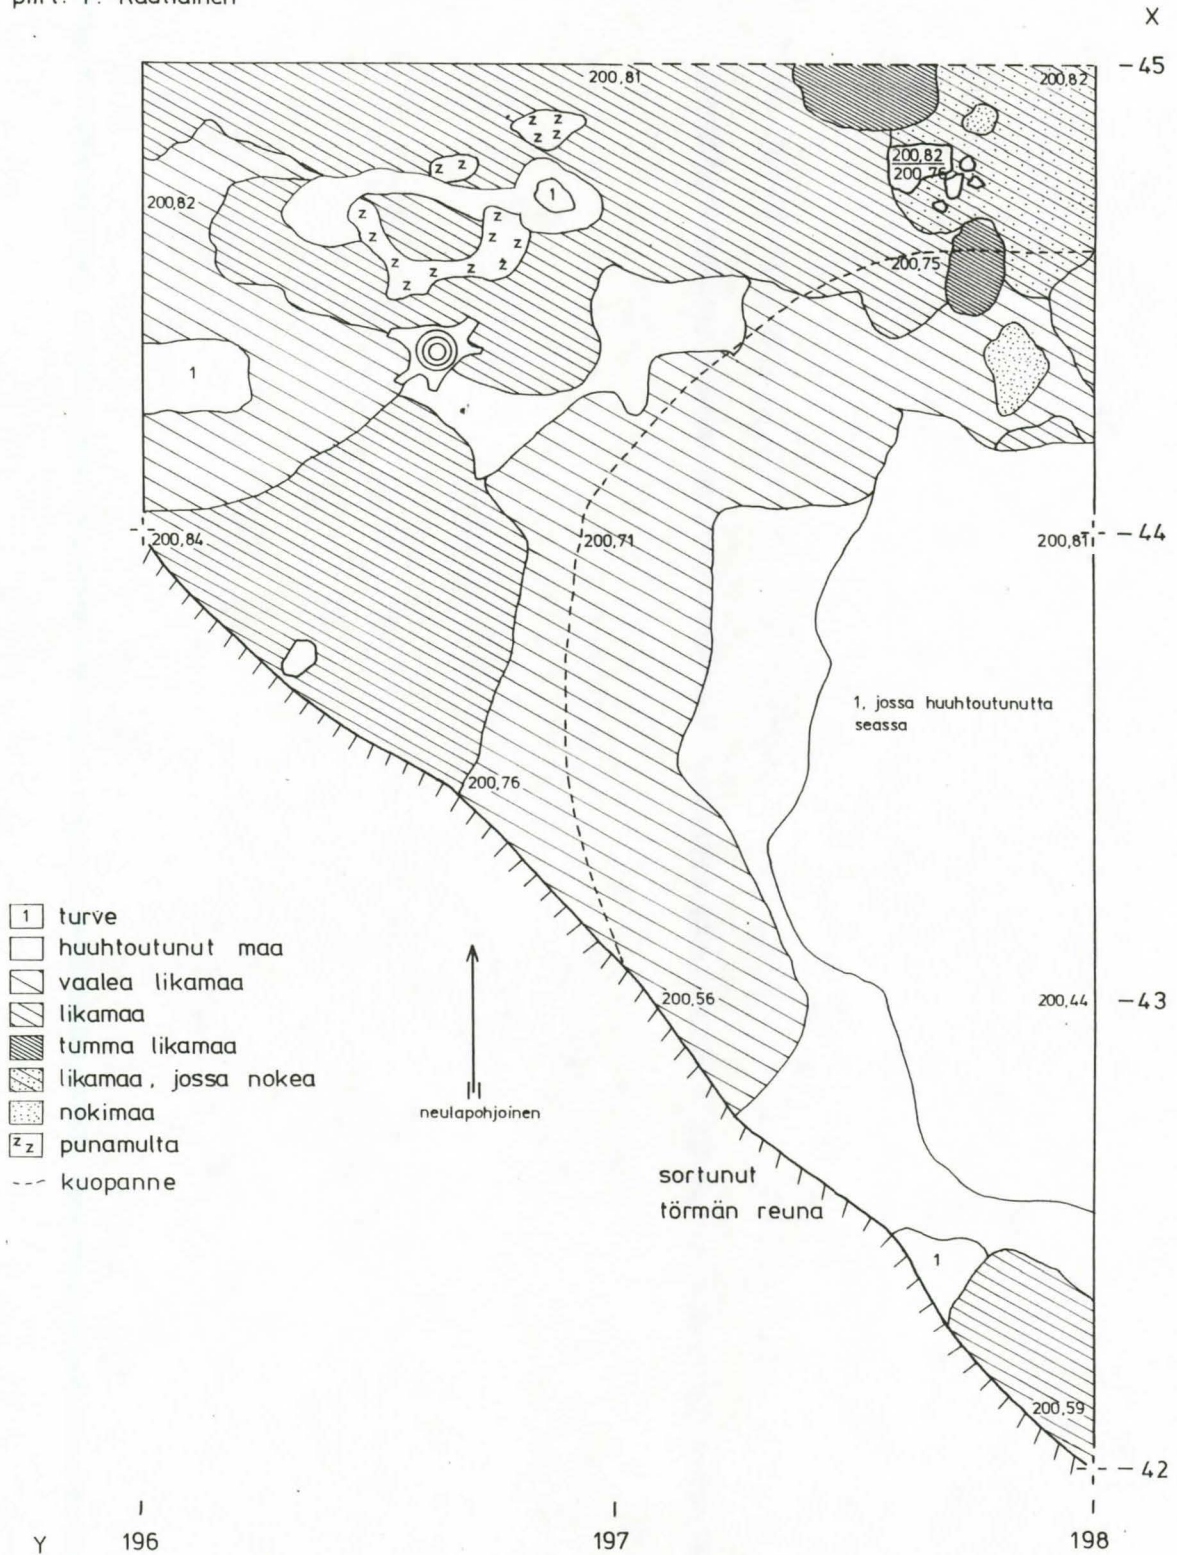 piirt. P. Rautiainen
X
200,81
200,82
-45
z z
z z
z z
1
200,82
200,76
200,82
z
z
z
z
z
z
z
z
z
z
200,75
1
200,84
200,71
200,81
-44
1, jossa huuhtoutunutta
seassa
200,76
1 turve
huuhtoutunut maa
vaalea likamaa
likamaa
tumma likamaa
likamaa, jossa nokea
nokimaa
z z punamulta
--- kuopanne
200,56
200,44
-43
neulapohjoinen
sortunut
törmän reuna
1
200,59
-42
Y
196
197
198